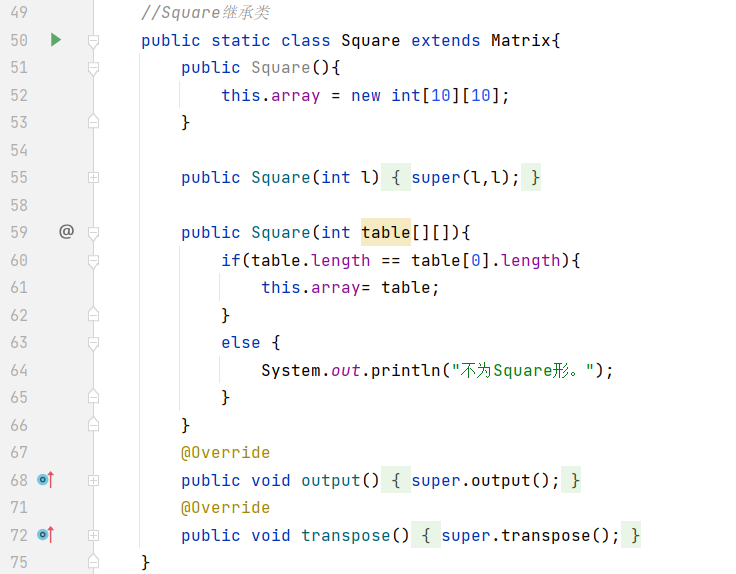 49 //Square继承类
50 public static class Square extends Matrix{
51 public Square(){
52 this.array = new int[10][10];
53 }
54
55 public Square(int l) { super(l,l); }
58
59 @ public Square(int table[][]){
60 if(table.length == table[0].length){
61 this.array= table;
62 }
63 else {
64 System.out.println("不为Square形。");
65 }
66 }
67 @Override
68 public void output() { super.output(); }
71 @Override
72 public void transpose() { super.transpose(); }
75 }